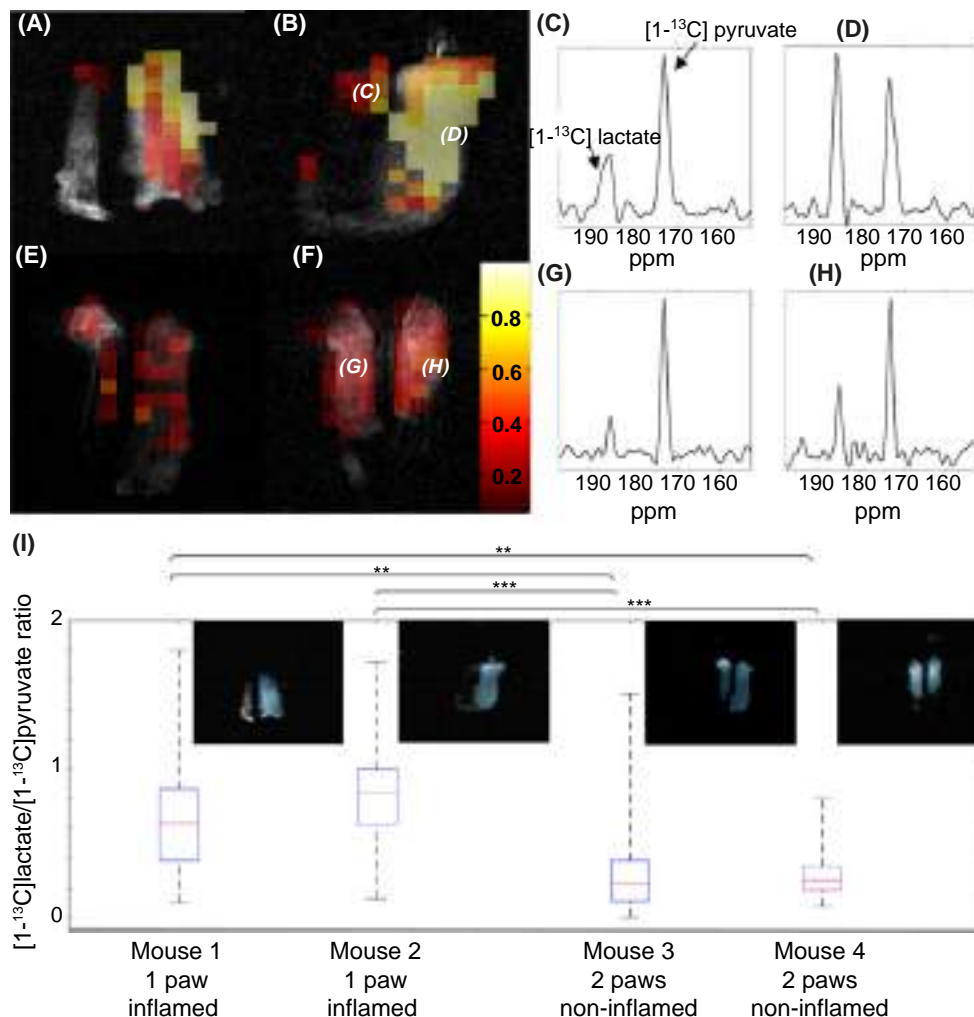 (A)
(B)
(C)
(D)
[1-¹³C] pyruvate
[1-¹³C] lactate
(C)
(D)
190 180 170 160
ppm
190 180 170 160
ppm
(E)
(F)
(G)
(H)
0.8
0.6
0.4
0.2
(G)
(H)
190 180 170 160
ppm
190 180 170 160
ppm
(I)
**
**
***
***
[1-¹³C]lactate/[1-¹³C]pyruvate ratio
2
1
0
Mouse 1
1 paw
inflamed
Mouse 2
1 paw
inflamed
Mouse 3
2 paws
non-inflamed
Mouse 4
2 paws
non-inflamed